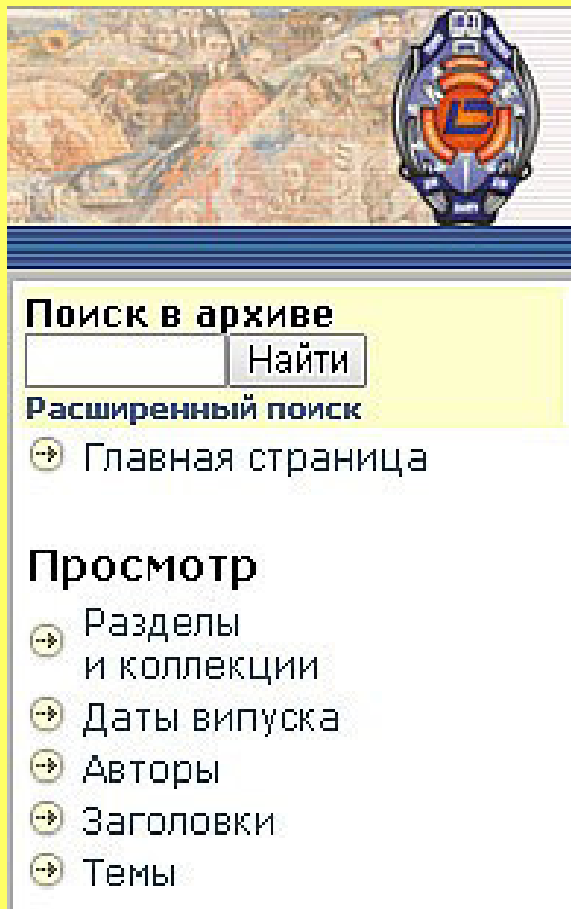 Поиск в архиве
Найти
Расширенный поиск
Главная страница
Просмотр
Разделы
и коллекции
Даты випуска
Авторы
Заголовки
Темы